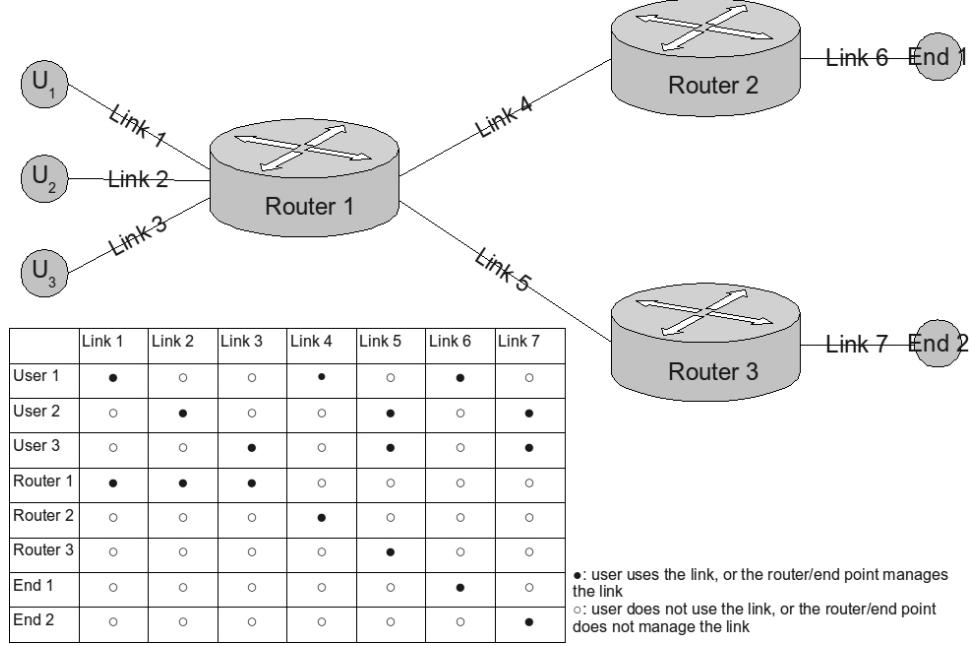 U1
Link 1
U2
Link 2
U3
Link 3
Router 1
Link 4
Link 5
Router 2
Link 6
End 1
Router 3
Link 7
End 2
Link 1 Link 2 Link 3 Link 4 Link 5 Link 6 Link 7
User 1 ● ○ ○ ● ○ ● ○
User 2 ○ ● ○ ○ ● ○ ●
User 3 ○ ○ ● ○ ● ○ ●
Router 1 ● ● ● ○ ○ ○ ○
Router 2 ○ ○ ○ ● ○ ○ ○
Router 3 ○ ○ ○ ○ ● ○ ○
End 1 ○ ○ ○ ○ ○ ● ○
End 2 ○ ○ ○ ○ ○ ○ ●
●: user uses the link, or the router/end point manages
the link
○: user does not use the link, or the router/end point
does not manage the link